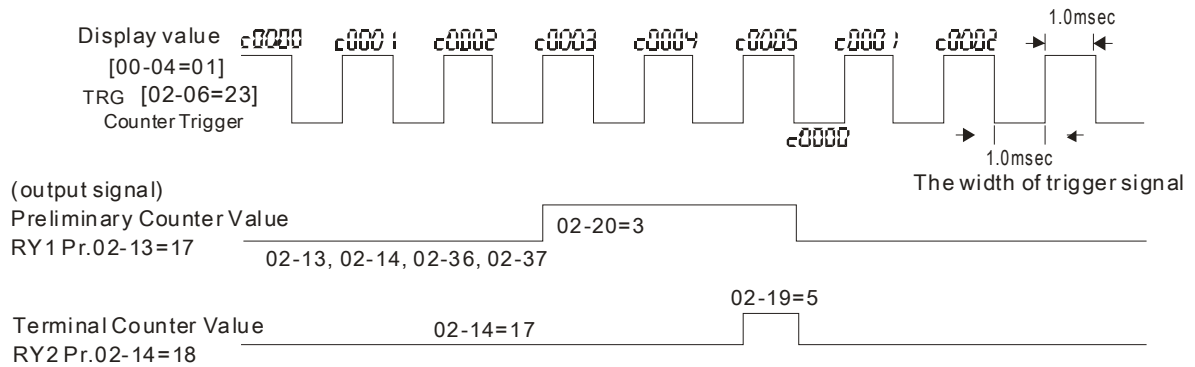 1.0msec
Display value c0000 c0001 c0002 c0003 c0004 c0005 c0001 c0002
[00-04=01]
TRG [02-06=23]
Counter Trigger
c0000
1.0msec
The width of trigger signal
(output signal)
Preliminary Counter Value
RY1 Pr.02-13=17
02-20=3
02-13, 02-14, 02-36, 02-37
02-19=5
Terminal Counter Value
02-14=17
RY2 Pr.02-14=18